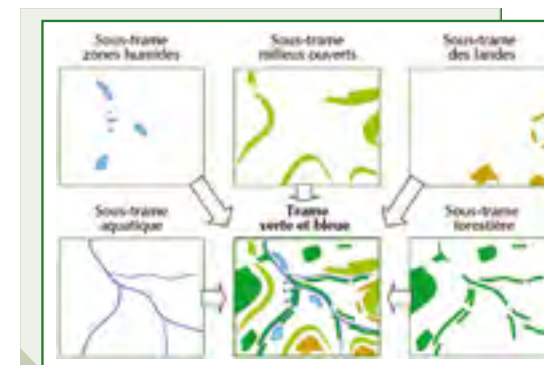 Sous-trame
zones humides
Sous-trame
milieux ouverts
Sous-trame
des landes
Sous-trame
aquatique
Trame
verte et bleue
Sous-trame
forestière